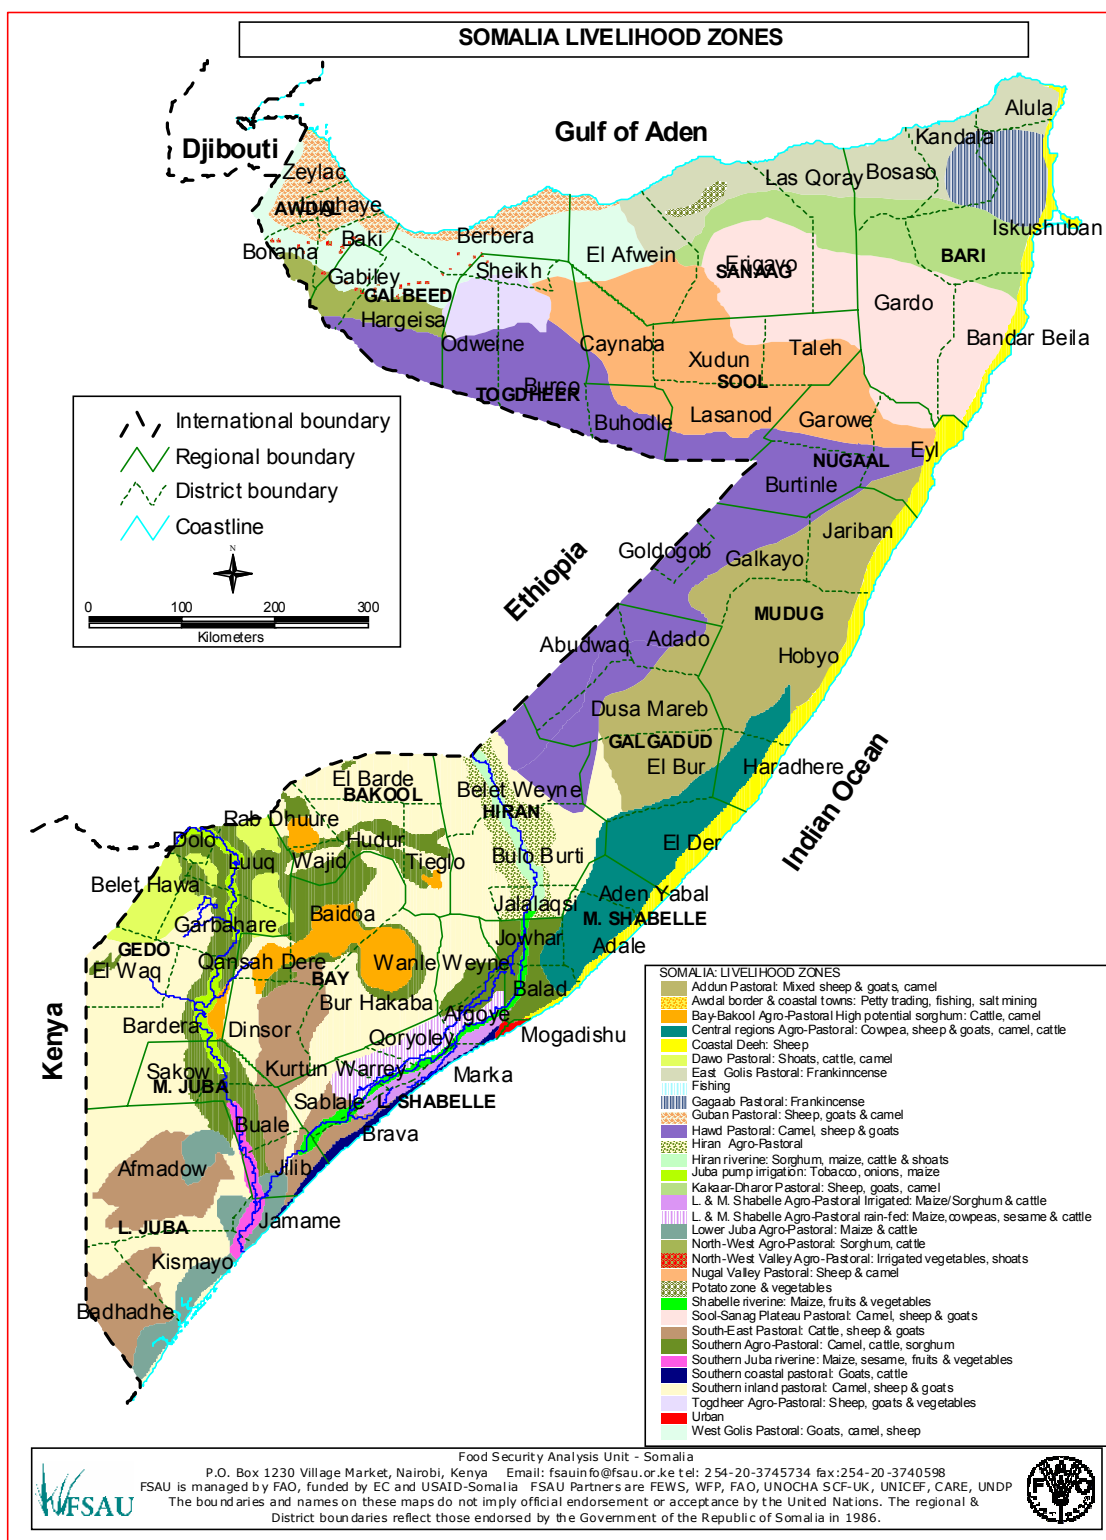 SOMALIA LIVELIHOOD ZONES
Gulf of Aden
Djibouti
Alula
Kandala
Bosaso
Las Qoray
Zeylac
Lughaye
AWDAL
Iskushuban
Borama
Baki
Berbera
El Afwein
Erigavo
SANAAG
BARI
Gabiley
Sheikh
GALBEED
Hargeisa
Gardo
Odweine
Caynaba
Xudun
Taleh
Bandar Beila
Burco
TOGDHEER
SOOL
Buhodle
Lasanod
Garowe
Eyl
NUGAAL
Burtinle
International boundary
Regional boundary
District boundary
Coastline
N
0 100 200 300
Kilometers
Ethiopia
Goldogob
Galkayo
Jariban
MUDUG
Abudwaq
Adado
Hobyo
Dusa Mareb
GALGADUD
El Bur
Haradhere
Indian Ocean
El Barde
BAKOOL
Belet Weyne
HIRAN
Rab Dhuure
Dolo
Luuq
Wajid
Hudur
Tieglo
Bulo Burti
El Der
Belet Hawa
Baidoa
Jalalaqsi
Aden Yabal
M. SHABELLE
Garbahare
Jowhar
Adale
GEDO
El Waq
Qansah Dere
BAY
Wanle Weyne
Bur Hakaba
Balad
Kenya
Bardera
Dinsor
Qoryoley
Argoye
Mogadishu
Sakow
M. JUBA
Kurtun Warrey
Marka
Sablale
L. SHABELLE
Buale
Brava
Afmadow
Jilib
L. JUBA
Jamame
Kismayo
Badhadhe
SOMALIA: LIVELIHOOD ZONES
Addun Pastoral: Mixed sheep & goats, camel
Awdal border & coastal towns: Petty trading, fishing, salt mining
Bay-Bakool Agro-Pastoral High potential sorghum: Cattle, camel
Central regions Agro-Pastoral: Cowpea, sheep & goats, camel, cattle
Coastal Deeh: Sheep
Dawo Pastoral: Shoats, cattle, camel
East Golis Pastoral: Frankinncense
Fishing
Gagaab Pastoral: Frankincense
Guban Pastoral: Sheep, goats & camel
Hawd Pastoral: Camel, sheep & goats
Hiran Agro-Pastoral
Hiran riverine: Sorghum, maize, cattle & shoats
Juba pump irrigation: Tobacco, onions, maize
Kakaar-Dharor Pastoral: Sheep, goats, camel
L. & M. Shabelle Agro-Pastoral Irrigated: Maize/Sorghum & cattle
L. & M. Shabelle Agro-Pastoral rain-fed: Maize,cowpeas, sesame & cattle
Lower Juba Agro-Pastoral: Maize & cattle
North-West Agro-Pastoral: Sorghum, cattle
North-West Valley Agro-Pastoral: Irrigated vegetables, shoats
Nugal Valley Pastoral: Sheep & camel
Potato zone & vegetables
Shabelle riverine: Maize, fruits & vegetables
Sool-Sanag Plateau Pastoral: Camel, sheep & goats
South-East Pastoral: Cattle, sheep & goats
Southern Agro-Pastoral: Camel, cattle, sorghum
Southern Juba riverine: Maize, sesame, fruits & vegetables
Southern coastal pastoral: Goats, cattle
Southern inland pastoral: Camel, sheep & goats
Togdheer Agro-Pastoral: Sheep, goats & vegetables
Urban
West Golis Pastoral: Goats, camel, sheep
Food Security Analysis Unit - Somalia
P.O. Box 1230 Village Market, Nairobi, Kenya Email: fsauinfo@fsau.or.ke tel: 254-20-3745734 fax:254-20-3740598
FSAU is managed by FAO, funded by EC and USAID-Somalia FSAU Partners are FEWS, WFP, FAO, UNOCHA SCF-UK, UNICEF, CARE, UNDP
The boundaries and names on these maps do not imply official endorsement or acceptance by the United Nations. The regional &
District boundaries reflect those endorsed by the Government of the Republic of Somalia in 1986.
FSAU